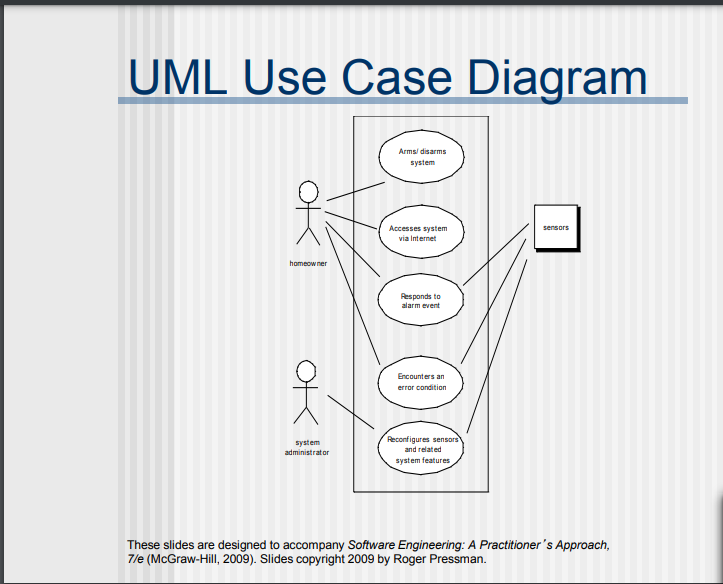 UML Use Case Diagram
Arms/ disarms
system
Accesses system
via Internet
sensors
homeowner
Responds to
alarm event
Encounters an
error condition
system
administrator
Reconfigures sensors
and related
system features
These slides are designed to accompany Software Engineering: A Practitioner’s Approach,
7/e (McGraw-Hill, 2009). Slides copyright 2009 by Roger Pressman.